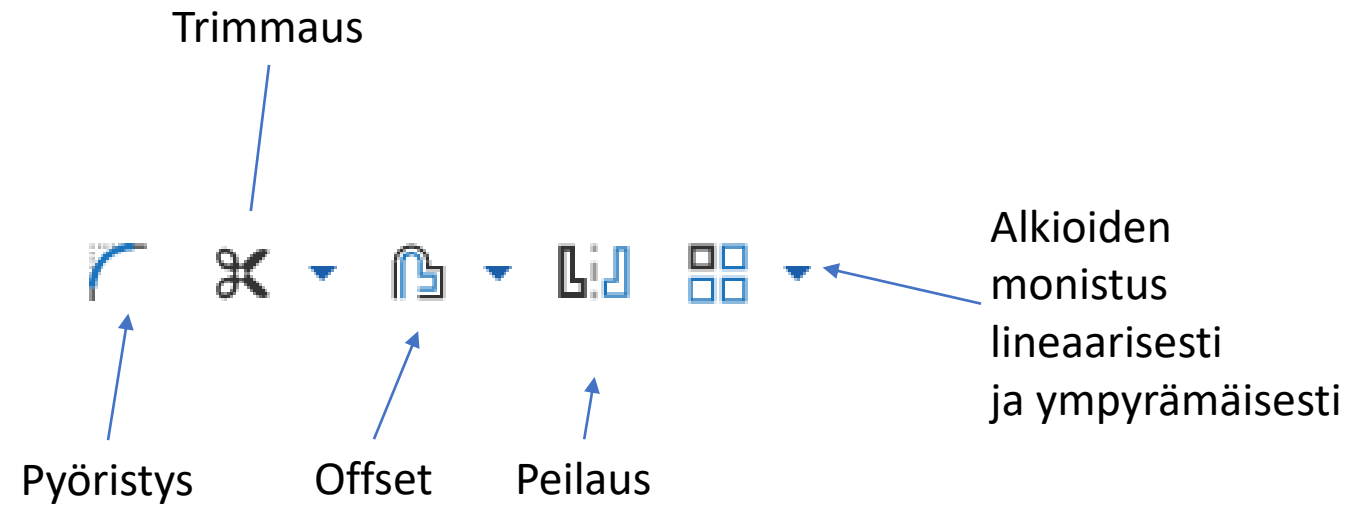 Trimmaus
Alkioiden
monistus
lineaarisesti
ja ympyrämäisesti
Pyöristys
Offset
Peilaus